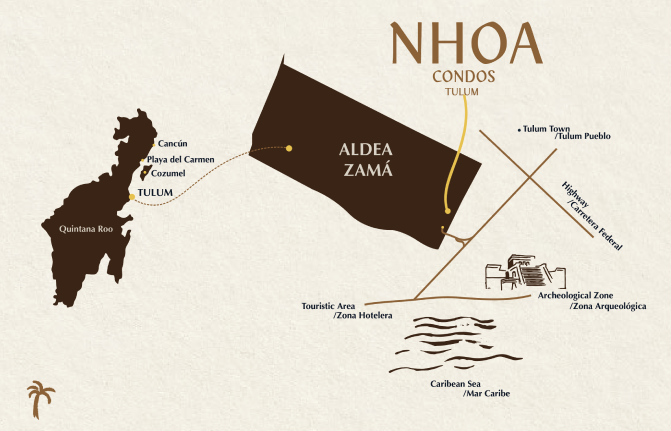 NHOA
CONDOS
TULUM
Tulum Town
/Tulum Pueblo
Cancún
Playa del Carmen
Cozumel
TULUM
Quintana Roo
ALDEA
ZAMÁ
Highway
/Carretera Federal
Touristic Area
/Zona Hotelera
Archeological Zone
/Zona Arqueológica
Caribean Sea
/Mar Caribe